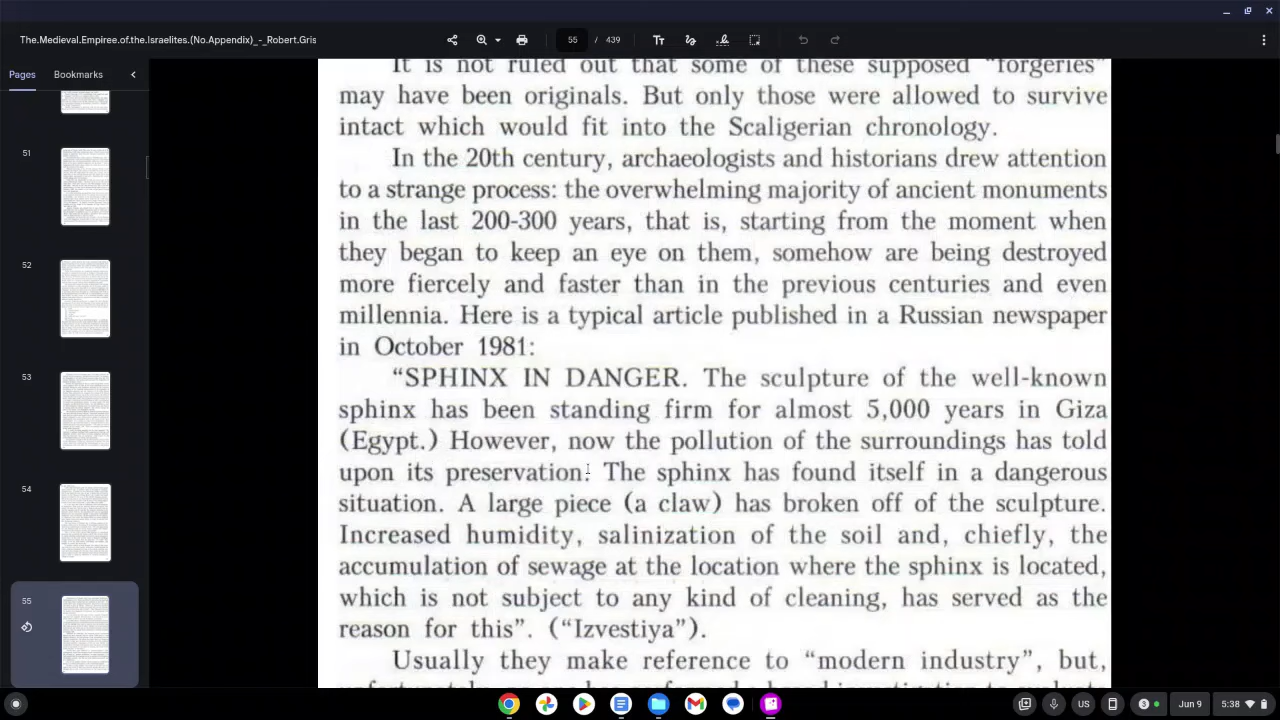 The.Medieval.Empiree.of.the.Israelites.(No.Appendix)_-_Robert.Gris
55 / 439
Pages
Bookmarks
51
52
53
54
55
It is not ruled out that some of these supposed “forgeries”
may have been originals. But only those were allowed to survive
intact which would fit into the Scaligerian chronology.
In the 20th century, archaeologists and historians drew attention
to a strange process: the overwhelming majority of ancient monuments
in the last 200-300 years, that is, starting from the moment when
they began to keep an eye on them, somehow are being destroyed
more fiercely and faster than in the previous centuries and even
millennia. Here is a typical article published in a Russian newspaper
in October 1981:
“SPHINX IN DANGER. The sculpture of the well-known
sphinx has been standing firm for almost 5,000 years in Giza
(Egypt.) However, now the pollution of the surroundings has told
upon its preservation. The sphinx has found itself in a dangerous
situation. A large piece of a claw has broken off of the sculpture.
Increased humidity, salinization of the soil and, chiefly, the
accumulation of sewage at the location where the sphinx is located,
which is not subject to any kind of cleaning, has served as the
reason for this” (“Izvestiya”).
Usually they make reference to “modern industry”, but,
US
3
Jun 9
5:38